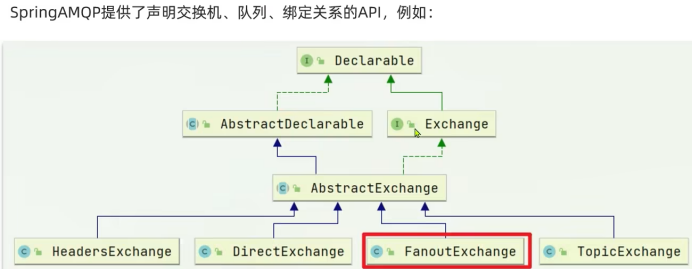 SpringAMQP提供了声明交换机、队列、绑定关系的API，例如：
I Declarable
C AbstractDeclarable
I Exchange
C AbstractExchange
C HeadersExchange
C DirectExchange
C FanoutExchange
C TopicExchange